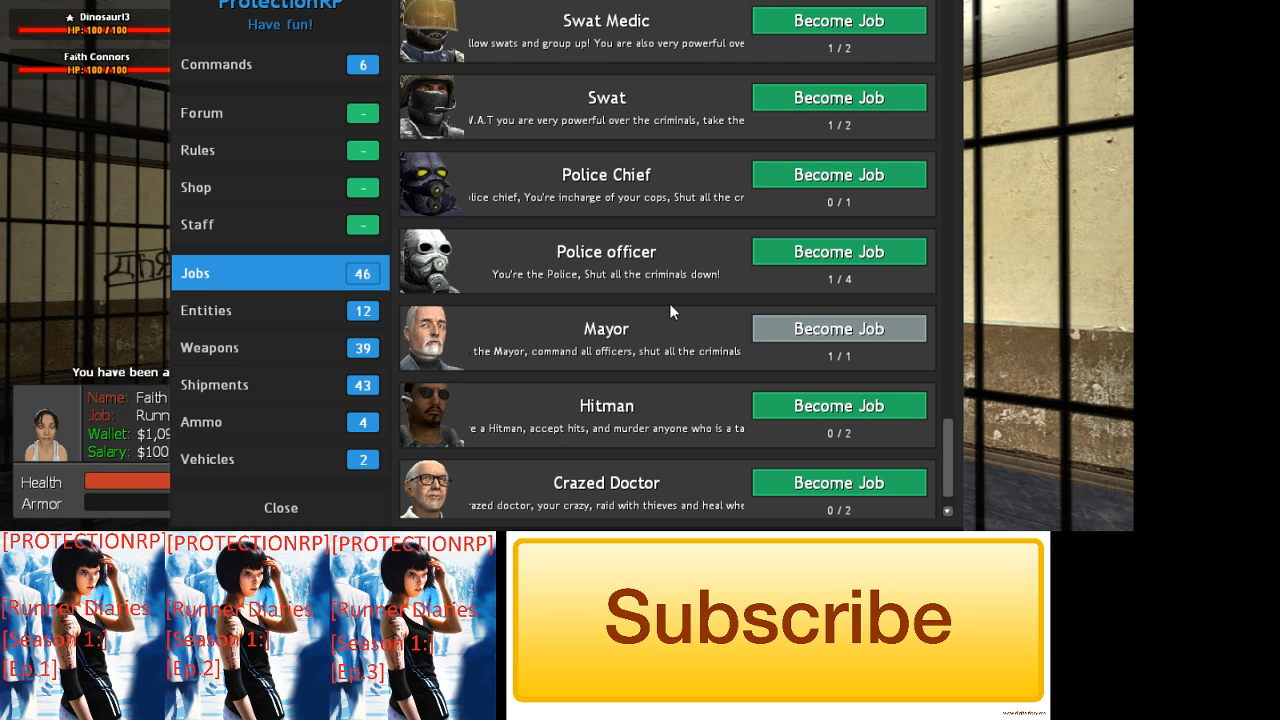 ProtectionRP
Have fun!
★ Dinosaurl3
HP: 100 / 100
Faith Connors
HP: 100 / 100
Commands 6
Forum -
Rules -
Shop -
Staff -
Jobs 46
Entities 12
Weapons 39
Shipments 43
Ammo 4
Vehicles 2
Close
Swat Medic
llow swats and group up! You are also very powerful ove
Become Job
1 / 2
Swat
W.A.T you are very powerful over the criminals, take the
Become Job
1 / 2
Police Chief
lice chief, You're incharge of your cops, Shut all the cr
Become Job
0 / 1
Police officer
You're the Police, Shut all the criminals down!
Become Job
1 / 4
Mayor
the Mayor, command all officers, shut all the criminals
Become Job
1 / 1
Hitman
re a Hitman, accept hits, and murder anyone who is a ta
Become Job
0 / 2
Crazed Doctor
razed doctor, your crazy, raid with thieves and heal whe
Become Job
0 / 2
You have been a
Name: Faith
Job: Runn
Wallet: $1,09
Salary: $100
Health
Armor
[PROTECTIONRP]
[Runner Diaries
[Season 1:]
[Ep.1]
[PROTECTIONRP]
[Runner Diaries
[Season 1:]
[Ep.2]
[PROTECTIONRP]
[Runner Diaries
[Season 1:]
[Ep.3]
Subscribe